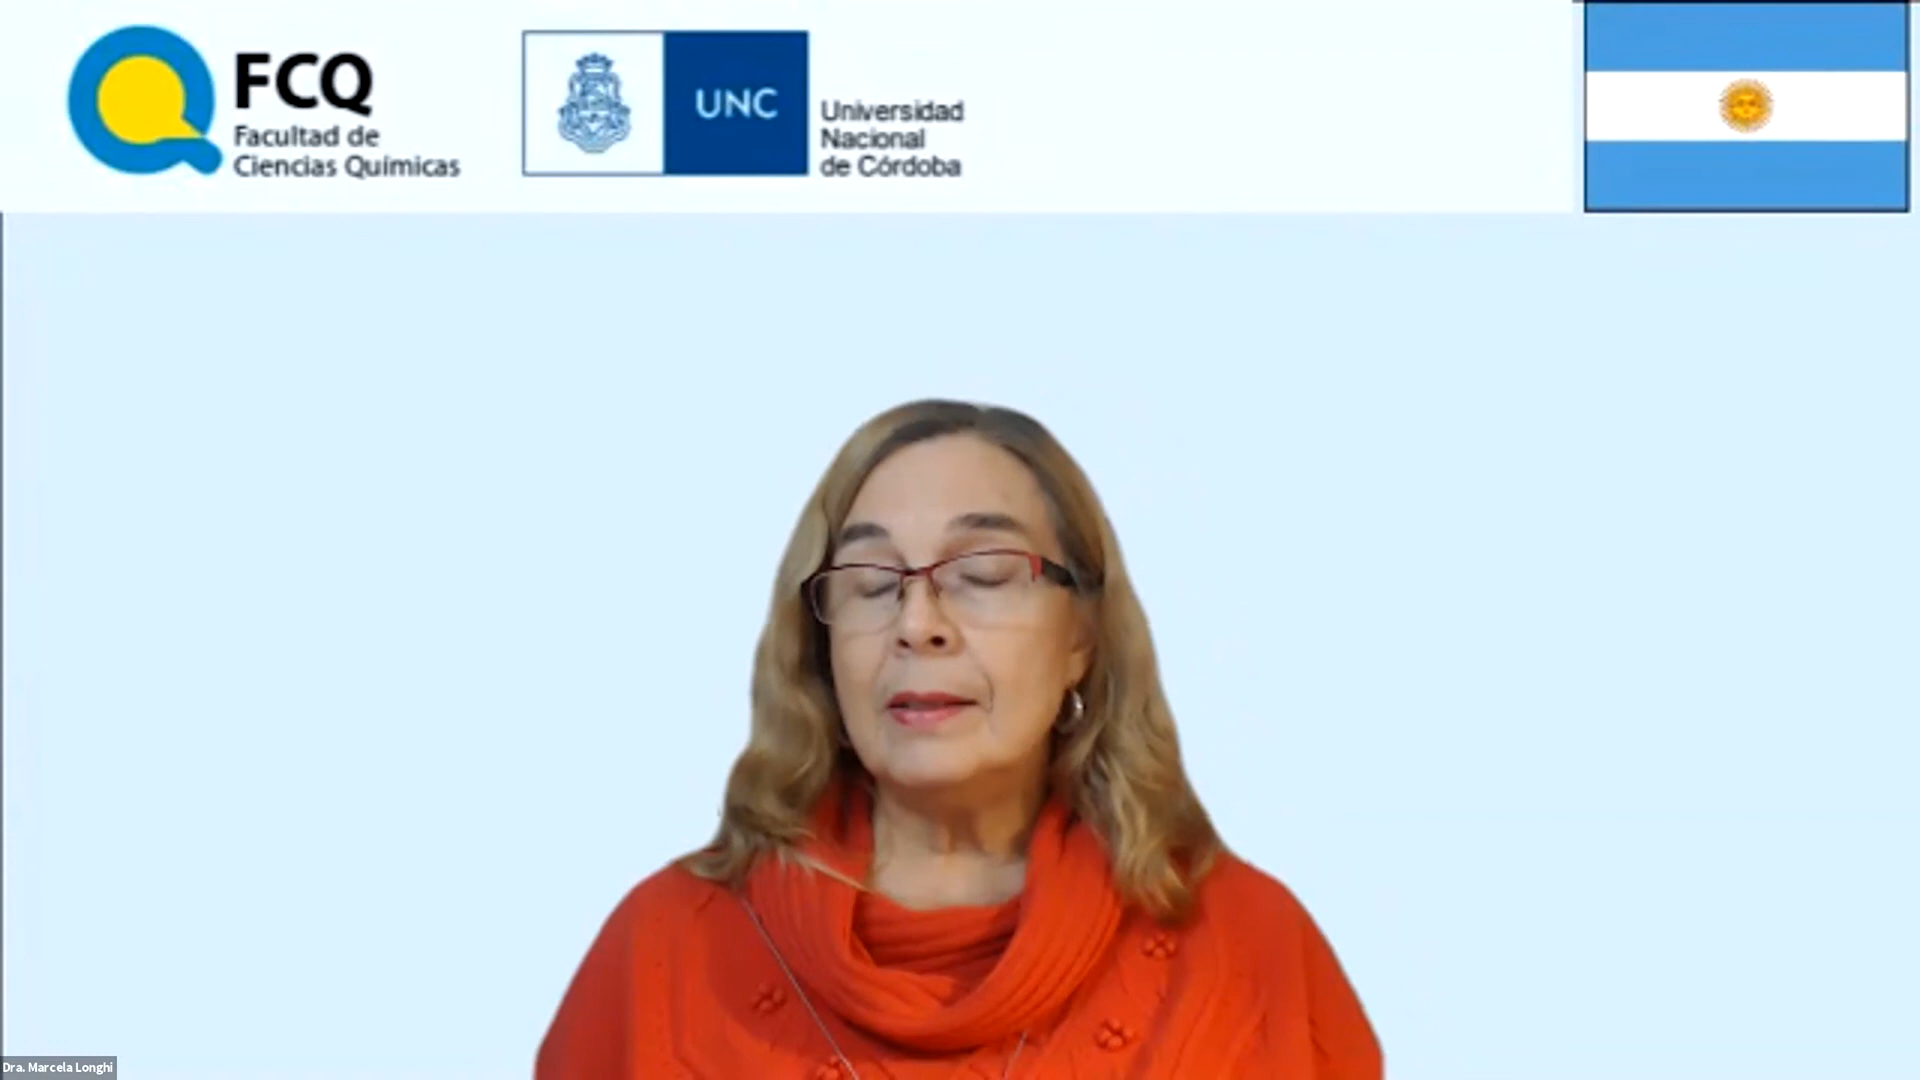 FCQ
Facultad de
Ciencias Químicas
UNC
Universidad
Nacional
de Córdoba
Dra. Marcela Longhi